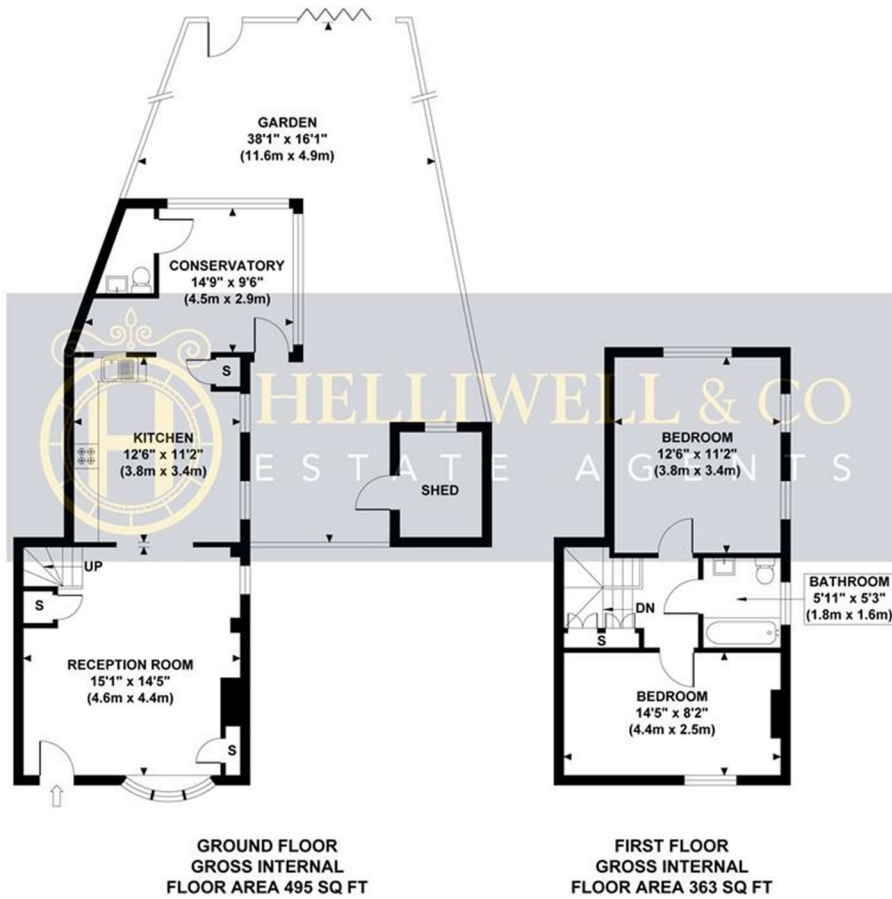 GARDEN
38'1" x 16'1"
(11.6m x 4.9m)
CONSERVATORY
14'9" x 9'6"
(4.5m x 2.9m)
S
HELLIWELL & CO
ESTATE AGENTS
H
KITCHEN
12'6" x 11'2"
(3.8m x 3.4m)
SHED
UP
S
RECEPTION ROOM
15'1" x 14'5"
(4.6m x 4.4m)
S
BEDROOM
12'6" x 11'2"
(3.8m x 3.4m)
BATHROOM
5'11" x 5'3"
(1.8m x 1.6m)
DN
S
BEDROOM
14'5" x 8'2"
(4.4m x 2.5m)
GROUND FLOOR
GROSS INTERNAL
FLOOR AREA 495 SQ FT
FIRST FLOOR
GROSS INTERNAL
FLOOR AREA 363 SQ FT